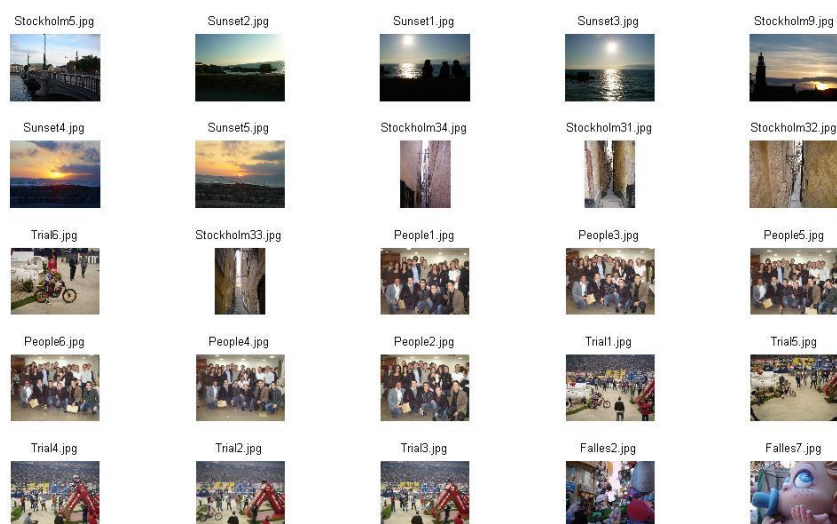 Stockholm5.jpg Sunset2.jpg Sunset1.jpg Sunset3.jpg Stockholm9.jpg
Sunset4.jpg Sunset5.jpg Stockholm34.jpg Stockholm31.jpg Stockholm32.jpg
Trial6.jpg Stockholm33.jpg People1.jpg People3.jpg People5.jpg
People6.jpg People4.jpg People2.jpg Trial1.jpg Trial5.jpg
Trial4.jpg Trial2.jpg Trial3.jpg Falles2.jpg Falles7.jpg